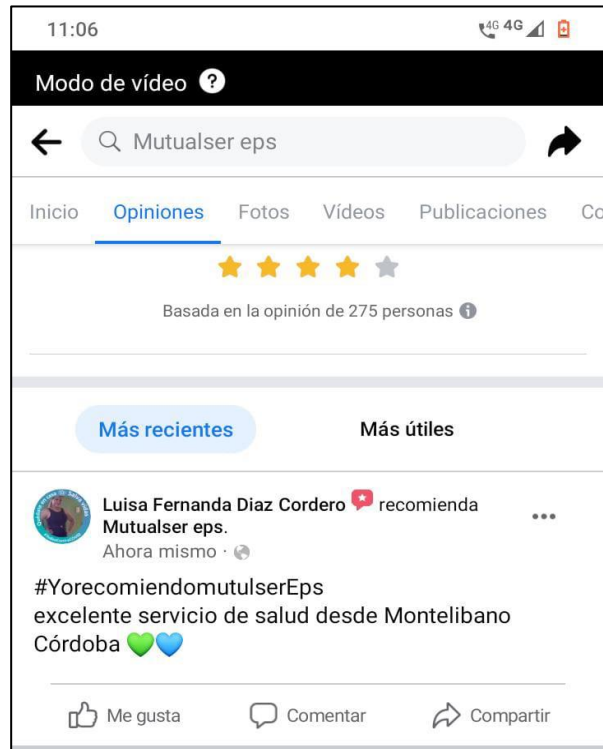 11:06
4G 4G
Modo de vídeo ?
Mutualser eps
Inicio Opiniones Fotos Vídeos Publicaciones Co
Basada en la opinión de 275 personas
Más recientes Más útiles
Luisa Fernanda Diaz Cordero recomienda
Mutualser eps.
Ahora mismo ·
#YorecomiendomutulserEps
excelente servicio de salud desde Montelibano
Córdoba 💚💙
Me gusta Comentar Compartir